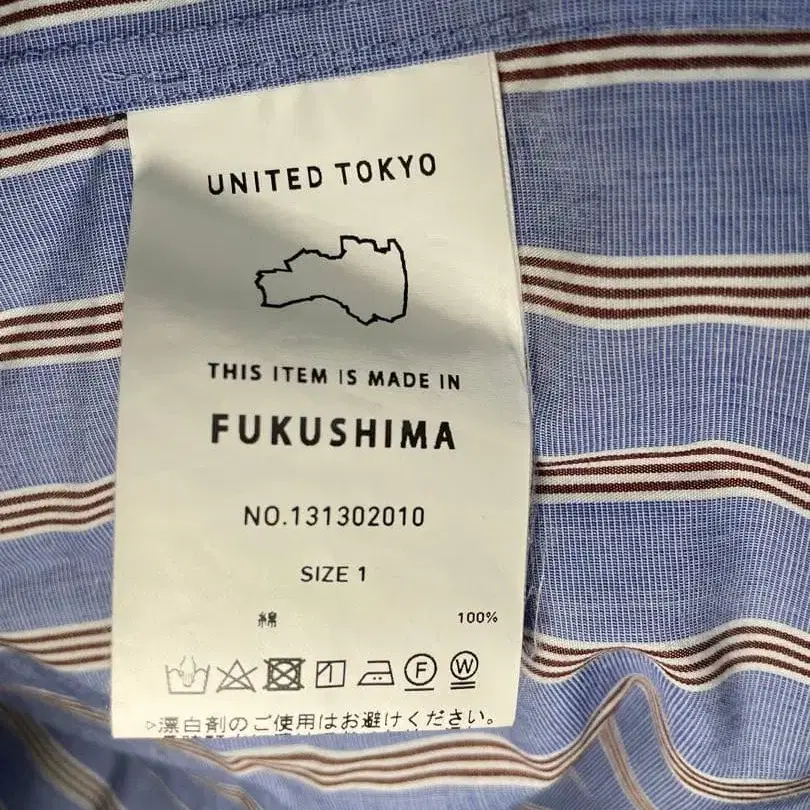 UNITED TOKYO
THIS ITEM IS MADE IN
FUKUSHIMA
NO.131302010
SIZE 1
綿 100%
F W
▷漂白剤のご使用はお避けください。